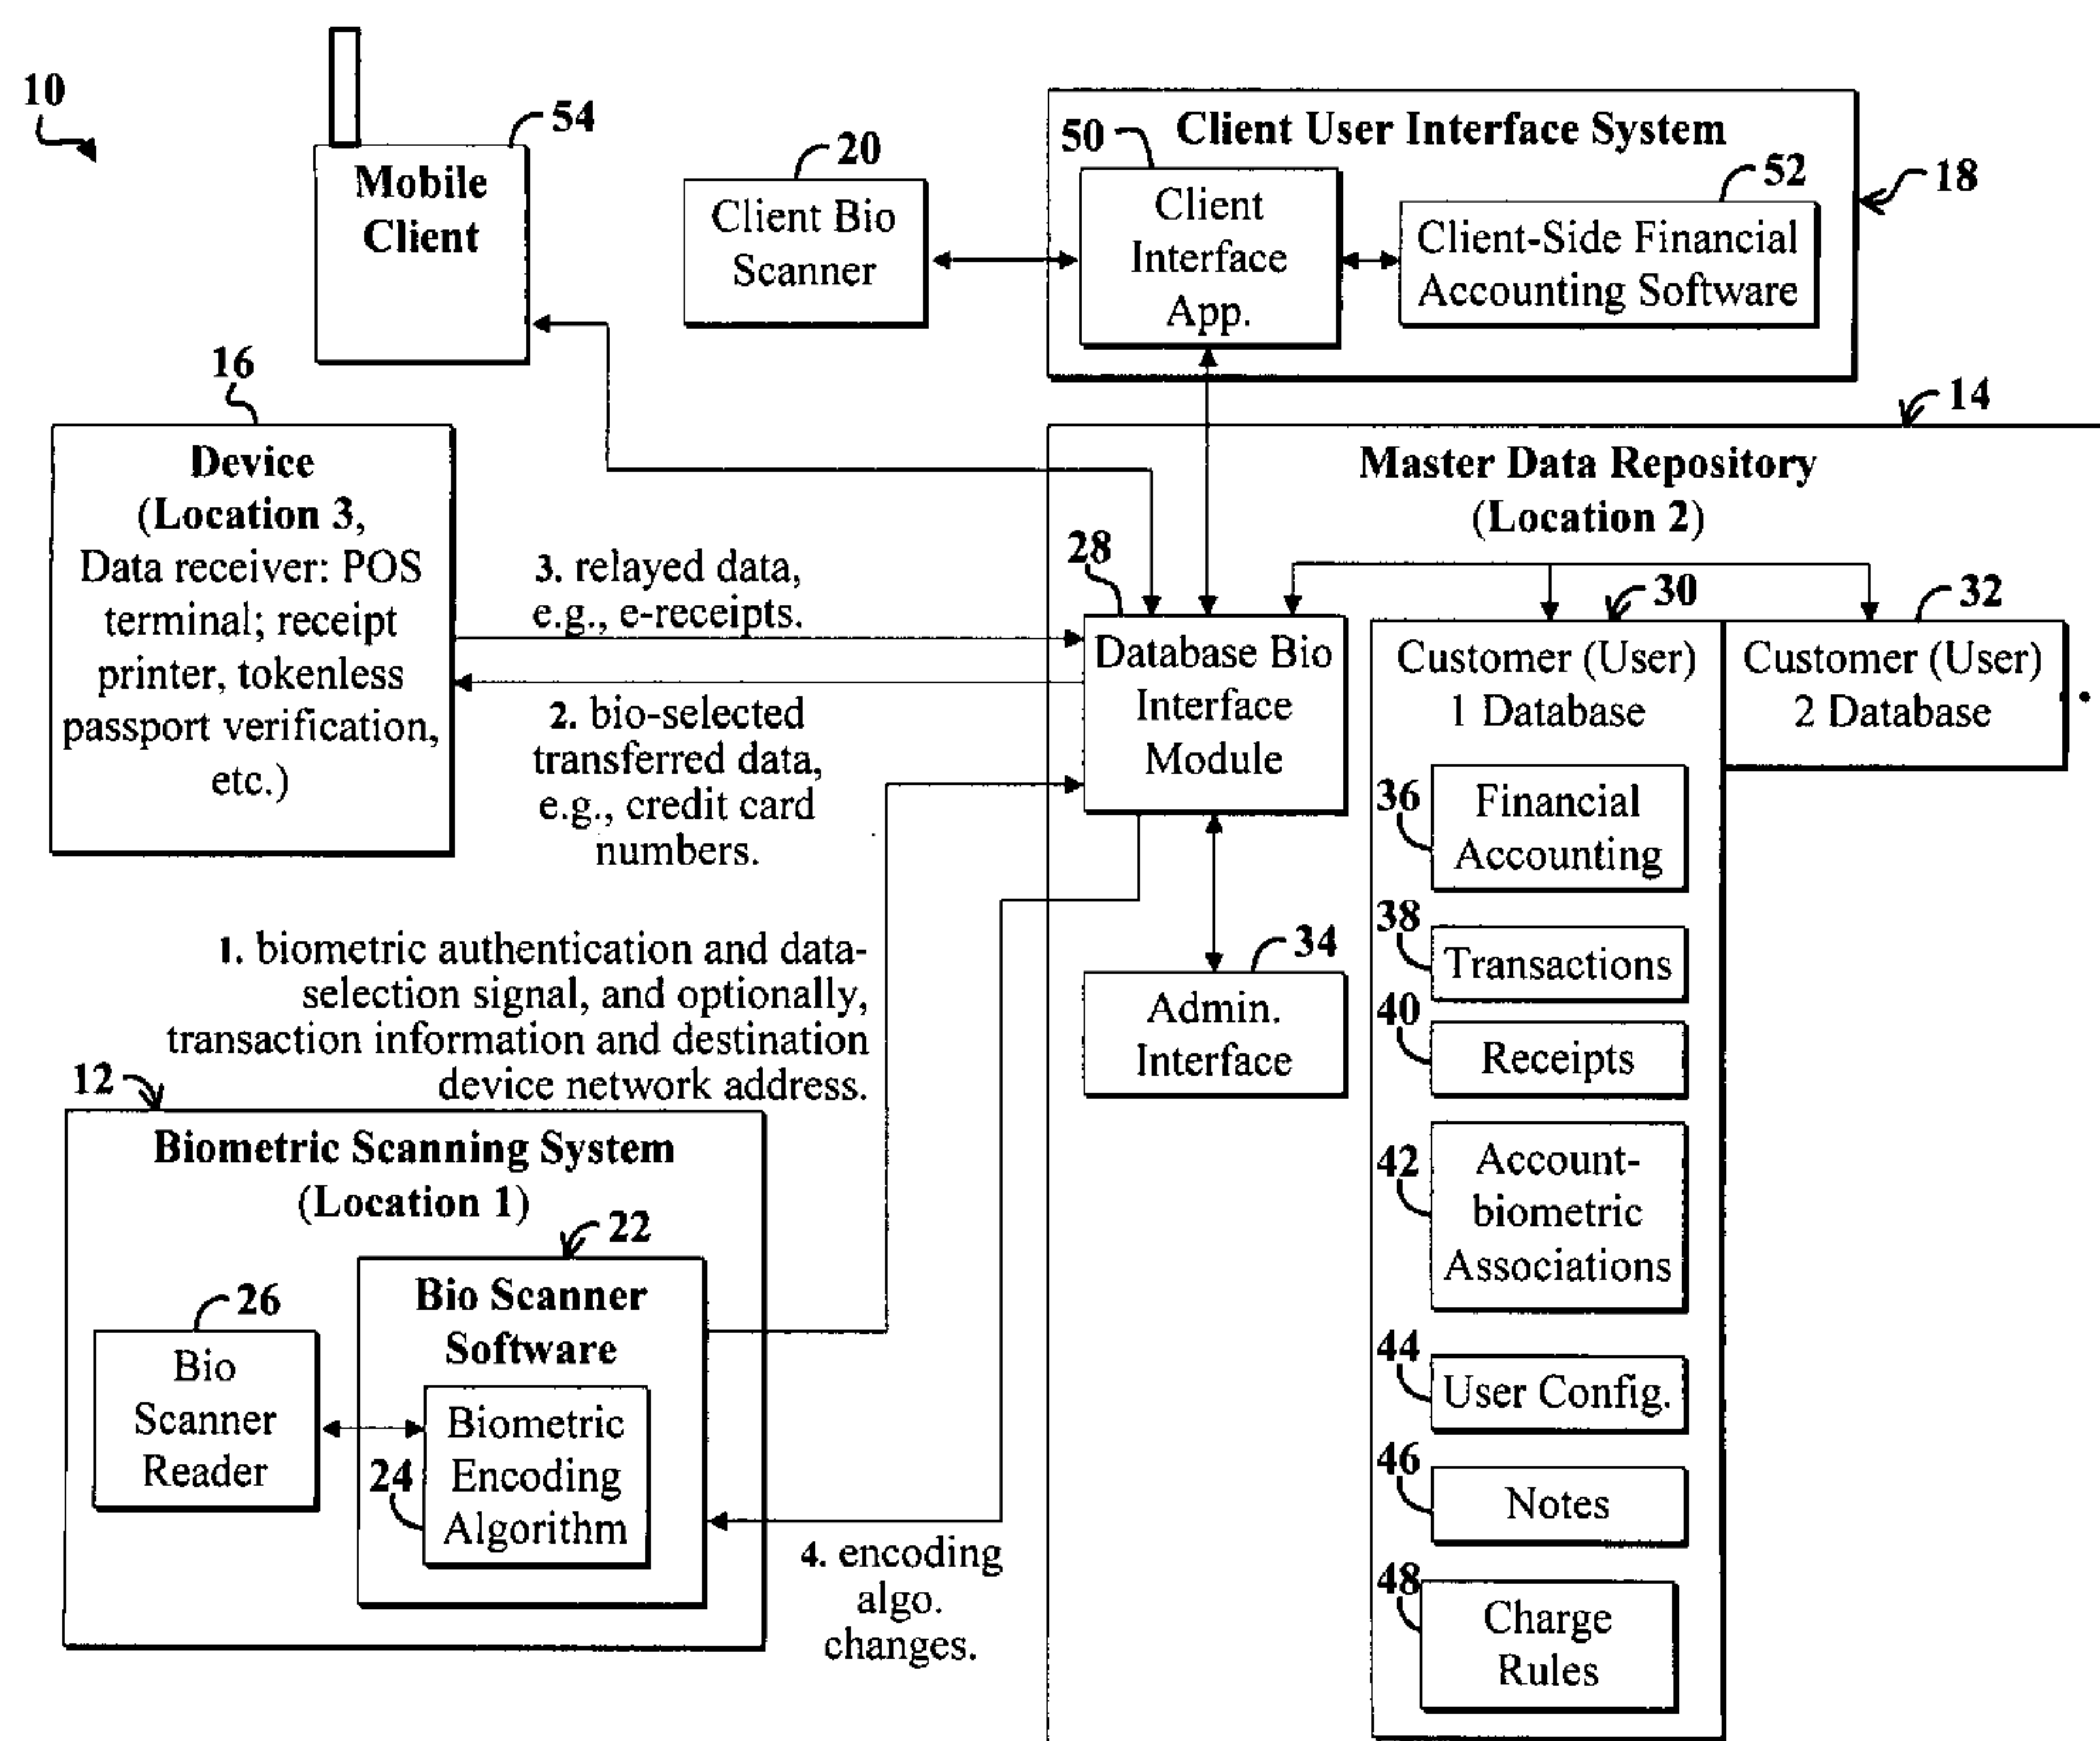 10
54
Mobile
Client
20
Client Bio
Scanner
Client User Interface System
50
Client
Interface
App.
52
Client-Side Financial
Accounting Software
18
16
Device
(Location 3,
Data receiver: POS
terminal; receipt
printer, tokenless
passport verification,
etc.)
3. relayed data,
e.g., e-receipts.
2. bio-selected
transferred data,
e.g., credit card
numbers.
14
Master Data Repository
(Location 2)
28
Database Bio
Interface
Module
30
Customer (User)
1 Database
32
Customer (User)
2 Database
36
Financial
Accounting
38
Transactions
40
Receipts
42
Account-
biometric
Associations
44
User Config.
46
Notes
48
Charge
Rules
34
Admin.
Interface
1. biometric authentication and data-
selection signal, and optionally,
transaction information and destination
device network address.
12
Biometric Scanning System
(Location 1)
22
Bio Scanner
Software
26
Bio
Scanner
Reader
24
Biometric
Encoding
Algorithm
4. encoding
algo.
changes.